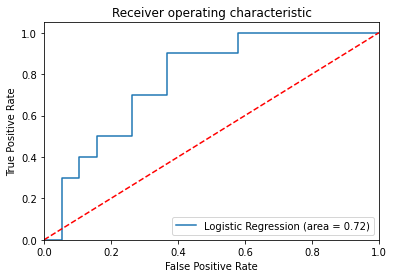 Receiver operating characteristic
1.0
0.8
0.6
0.4
0.2
0.0
True Positive Rate
Logistic Regression (area = 0.72)
0.0 0.2 0.4 0.6 0.8 1.0
False Positive Rate